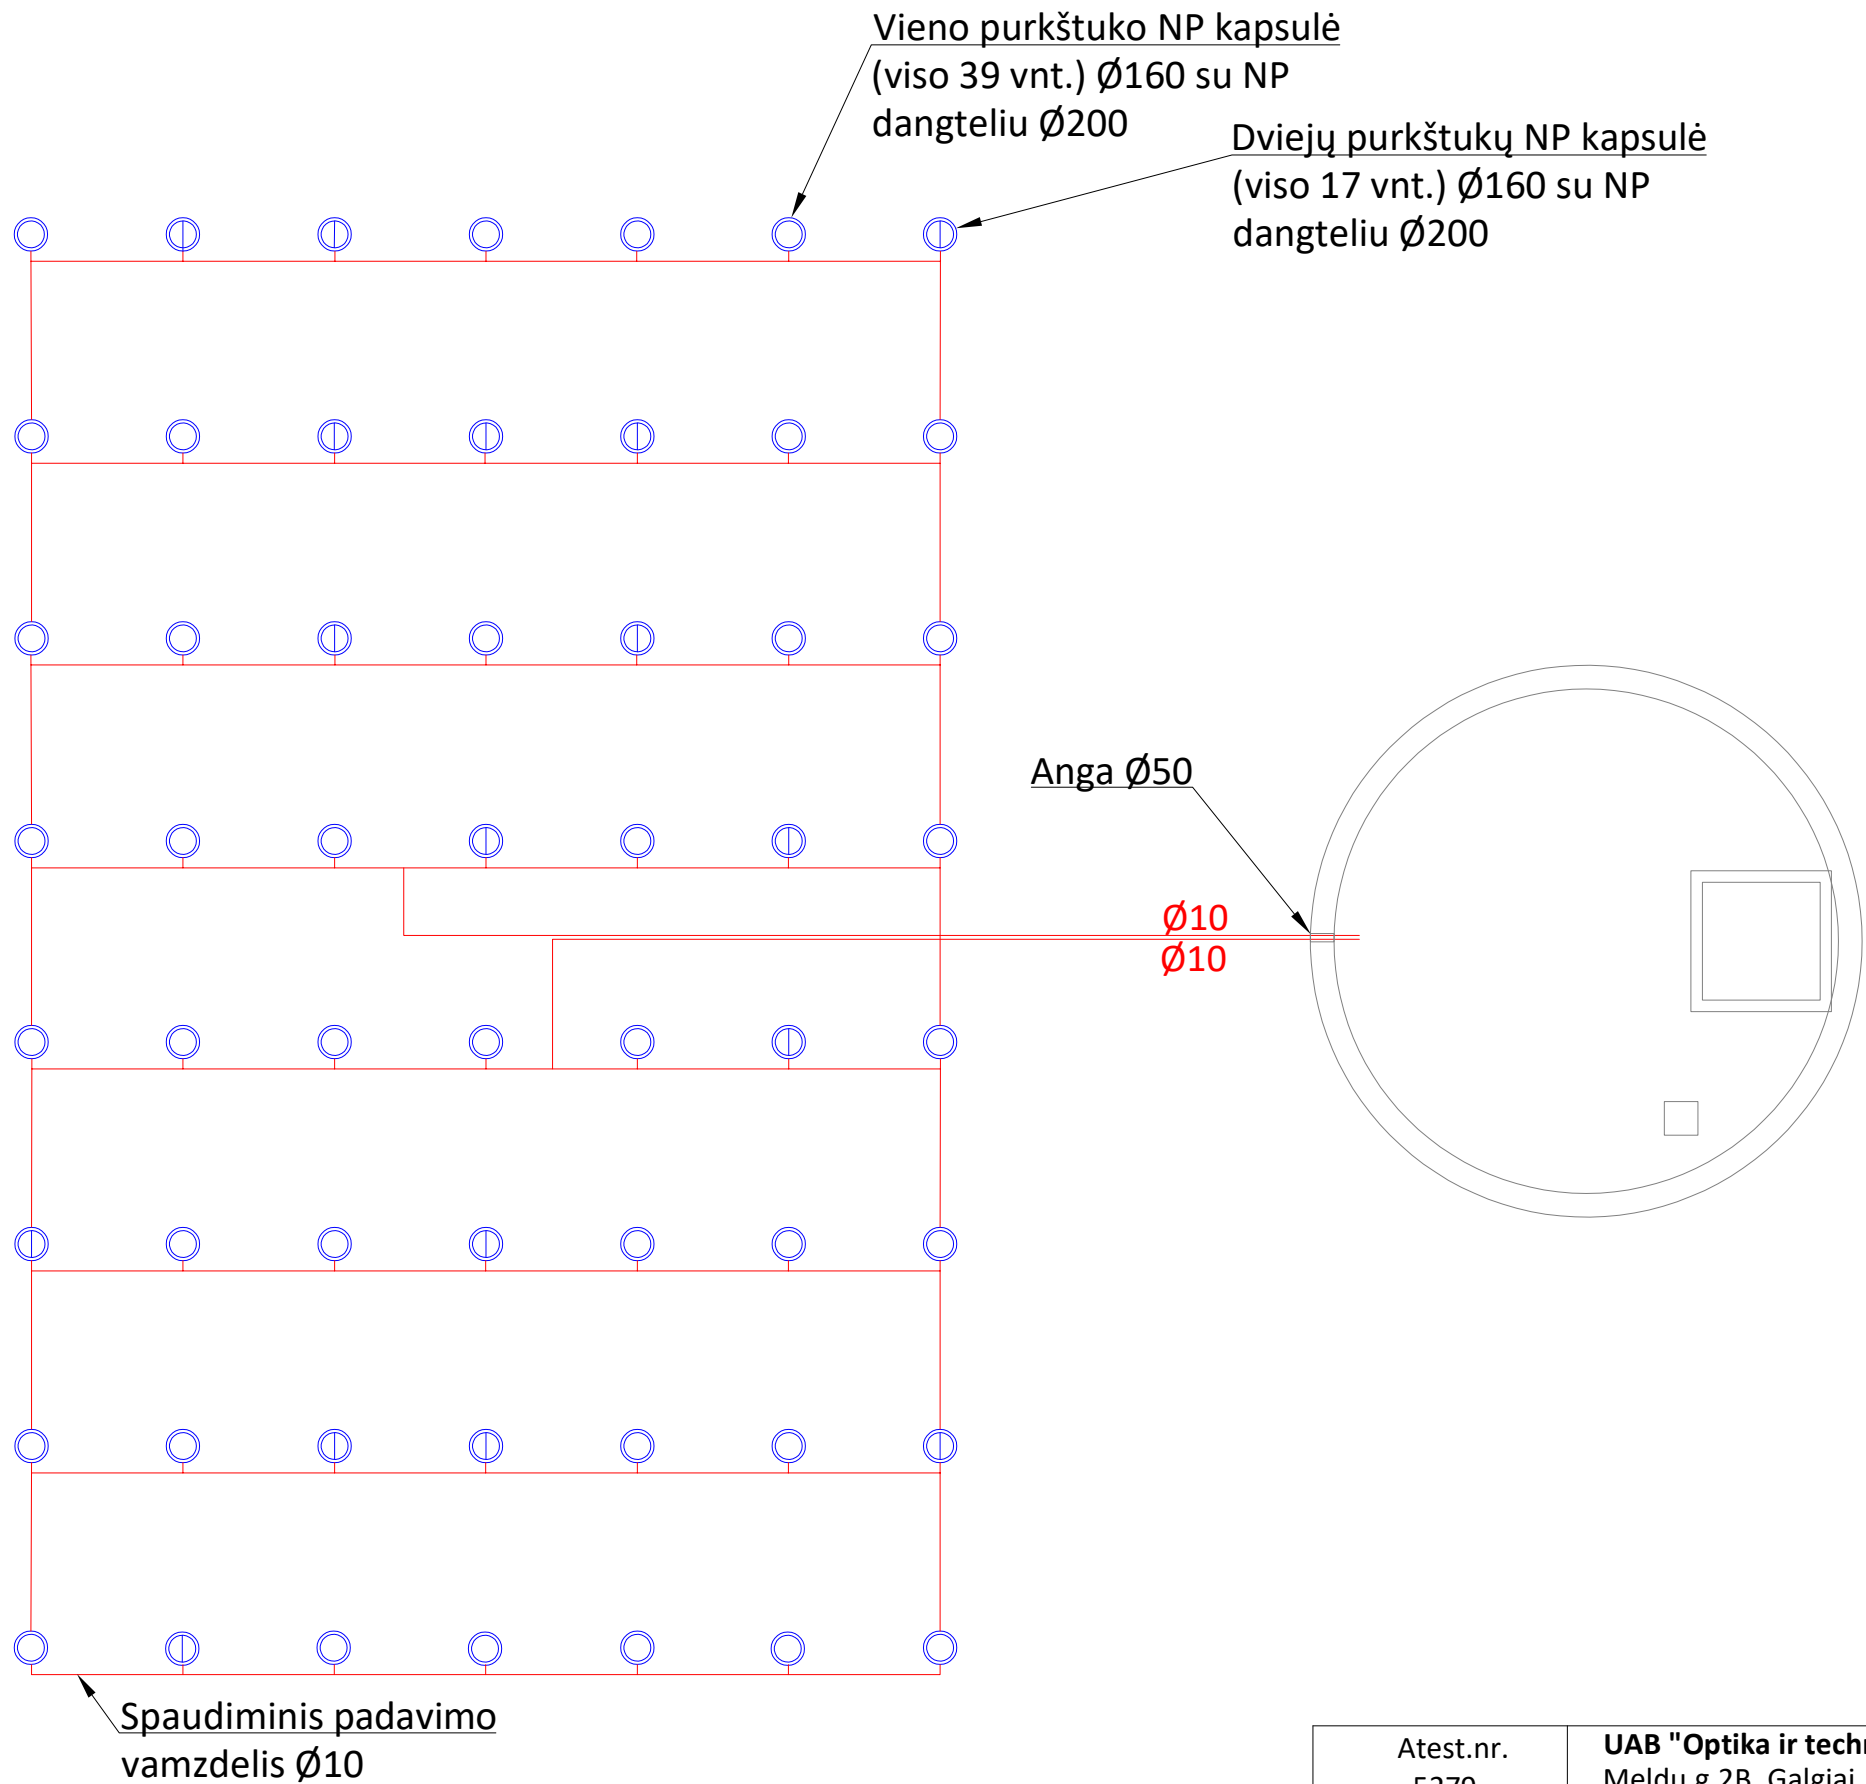 Vieno purkštuko NP kapsulė
(viso 39 vnt.) Ø160 su NP
dangteliu Ø200
Dviejų purkštukų NP kapsulė
(viso 17 vnt.) Ø160 su NP
dangteliu Ø200
Anga Ø50
Ø10
Ø10
Spaudiminis padavimo
vamzdelis Ø10
Atest.nr.
UAB "Optika ir